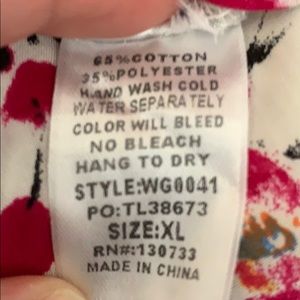 65%COTTON
35%POLYESTER
HAND WASH COLD
WATER SEPARATELY
COLOR WILL BLEED
NO BLEACH
HANG TO DRY
STYLE:WG0041
PO:TL38673
SIZE:XL
RN#:130733
MADE IN CHINA